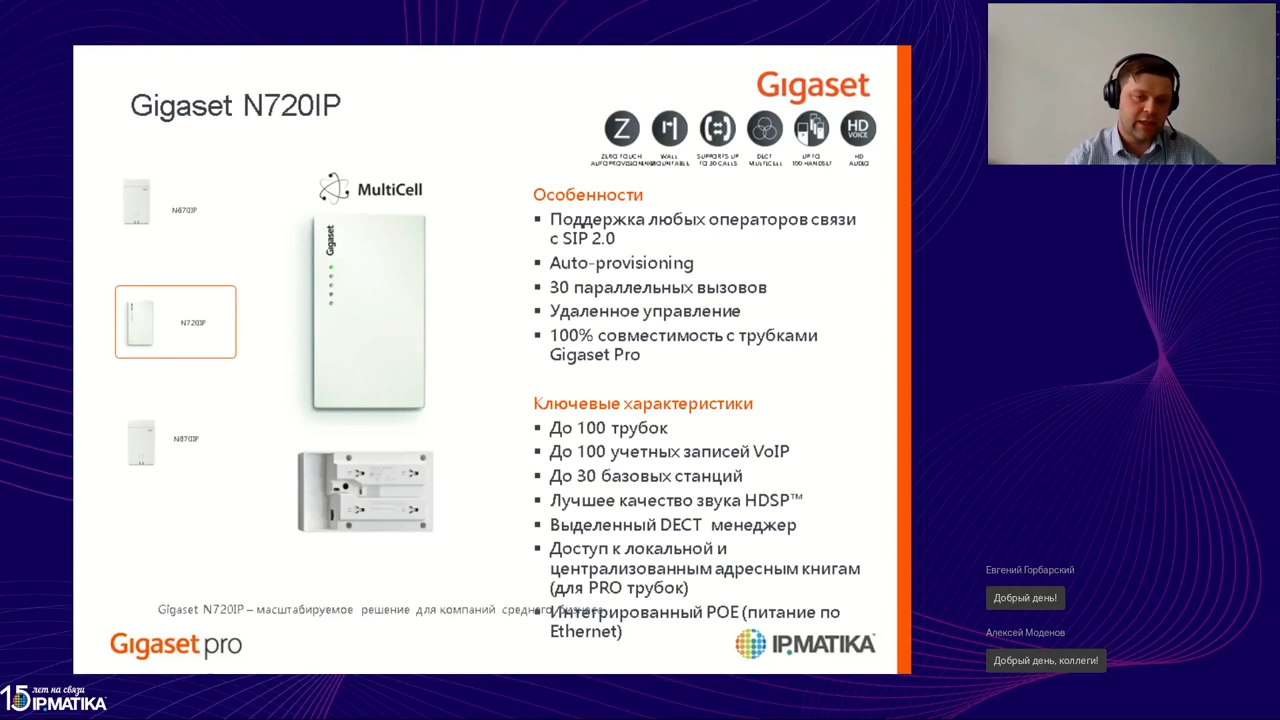 Gigaset N720IP
Gigaset
HD
VOICE
ZERO TOUCH
AUTO PROVISIONING
WALL
MOUNTABLE
SUPPORTS UP
TO 30 CALLS
DECT
MULTICELL
UP TO
100 HANDSET
HD
AUDIO
N670IP
N720IP
N870IP
MultiCell
Gigaset
Особенности
▪ Поддержка любых операторов связи
с SIP 2.0
▪ Auto-provisioning
▪ 30 параллельных вызовов
▪ Удаленное управление
▪ 100% совместимость с трубками
Gigaset Pro
Ключевые характеристики
▪ До 100 трубок
▪ До 100 учетных записей VoIP
▪ До 30 базовых станций
▪ Лучшее качество звука HDSP™
▪ Выделенный DECT менеджер
▪ Доступ к локальной и
централизованным адресным книгам
(для PRO трубок)
▪ Интегрированный POE (питание по
Ethernet)
Gigaset N720IP – масштабируемое решение для компаний среднего бизнеса
Gigaset pro
IP.MATIKA
15 лет на связи
IP.MATIKA
Евгений Горбарский
Добрый день!
Алексей Моденов
Добрый день, коллеги!